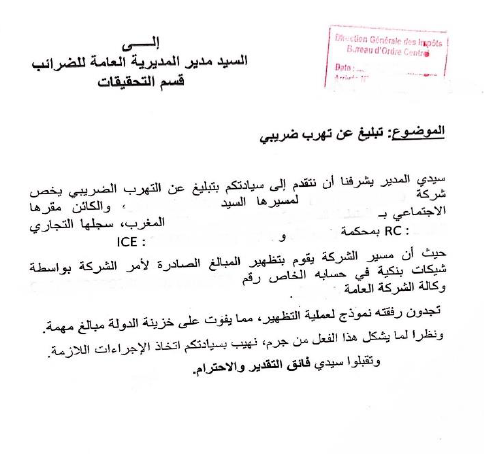 إلـــى
السيد مدير المديرية العامة للضرائب
قسم التحقيقات
Direction Générale des Impôts
Bureau d'Ordre Central
Date :
الموضوع: تبليغ عن تهرب ضريبي
سيدي المدير يشرفنا أن نتقدم إلى سيادتكم بتبليغ عن التهرب الضريبي يخص
شركة لمسيرها السيد ، والكائن مقرها
الاجتماعي بـ المغرب، سجلها التجاري
RC : بمحكمة و ICE :
حيث أن مسير الشركة يقوم بتظهير المبالغ الصادرة لأمر الشركة بواسطة
شيكات بنكية في حسابه الخاص رقم
وكالة الشركة العامة
تجدون رفقته نموذج لعملية التظهير، مما يفوت على خزينة الدولة مبالغ مهمة.
ونظرا لما يشكل هذا الفعل من جرم، نهيب بسيادتكم اتخاذ الإجراءات اللازمة.
وتقبلوا سيدي فائق التقدير والاحترام.